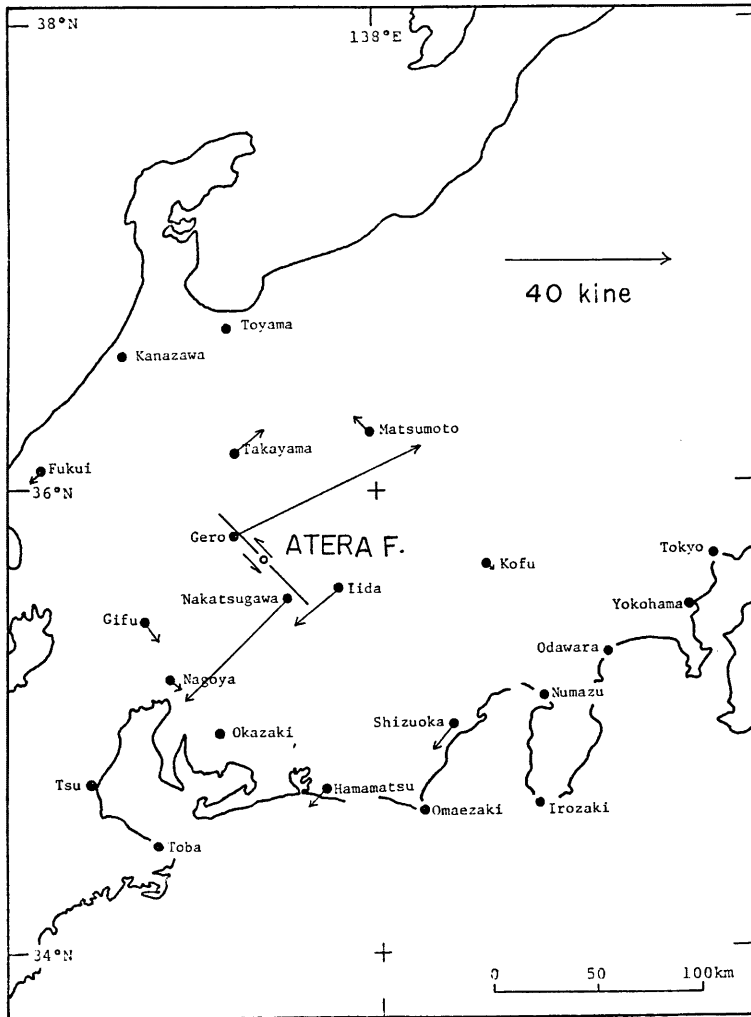 38°N
138°E
40 kine
Toyama
Kanazawa
Matsumoto
Takayama
Fukui
36°N
Gero
ATERA F.
Tokyo
Kofu
Iida
Nakatsugawa
Yokohama
Gifu
Odawara
Nagoya
Numazu
Shizuoka
Okazaki
Tsu
Hamamatsu
Omaezaki
Irozaki
Toba
34°N
0 50 100km